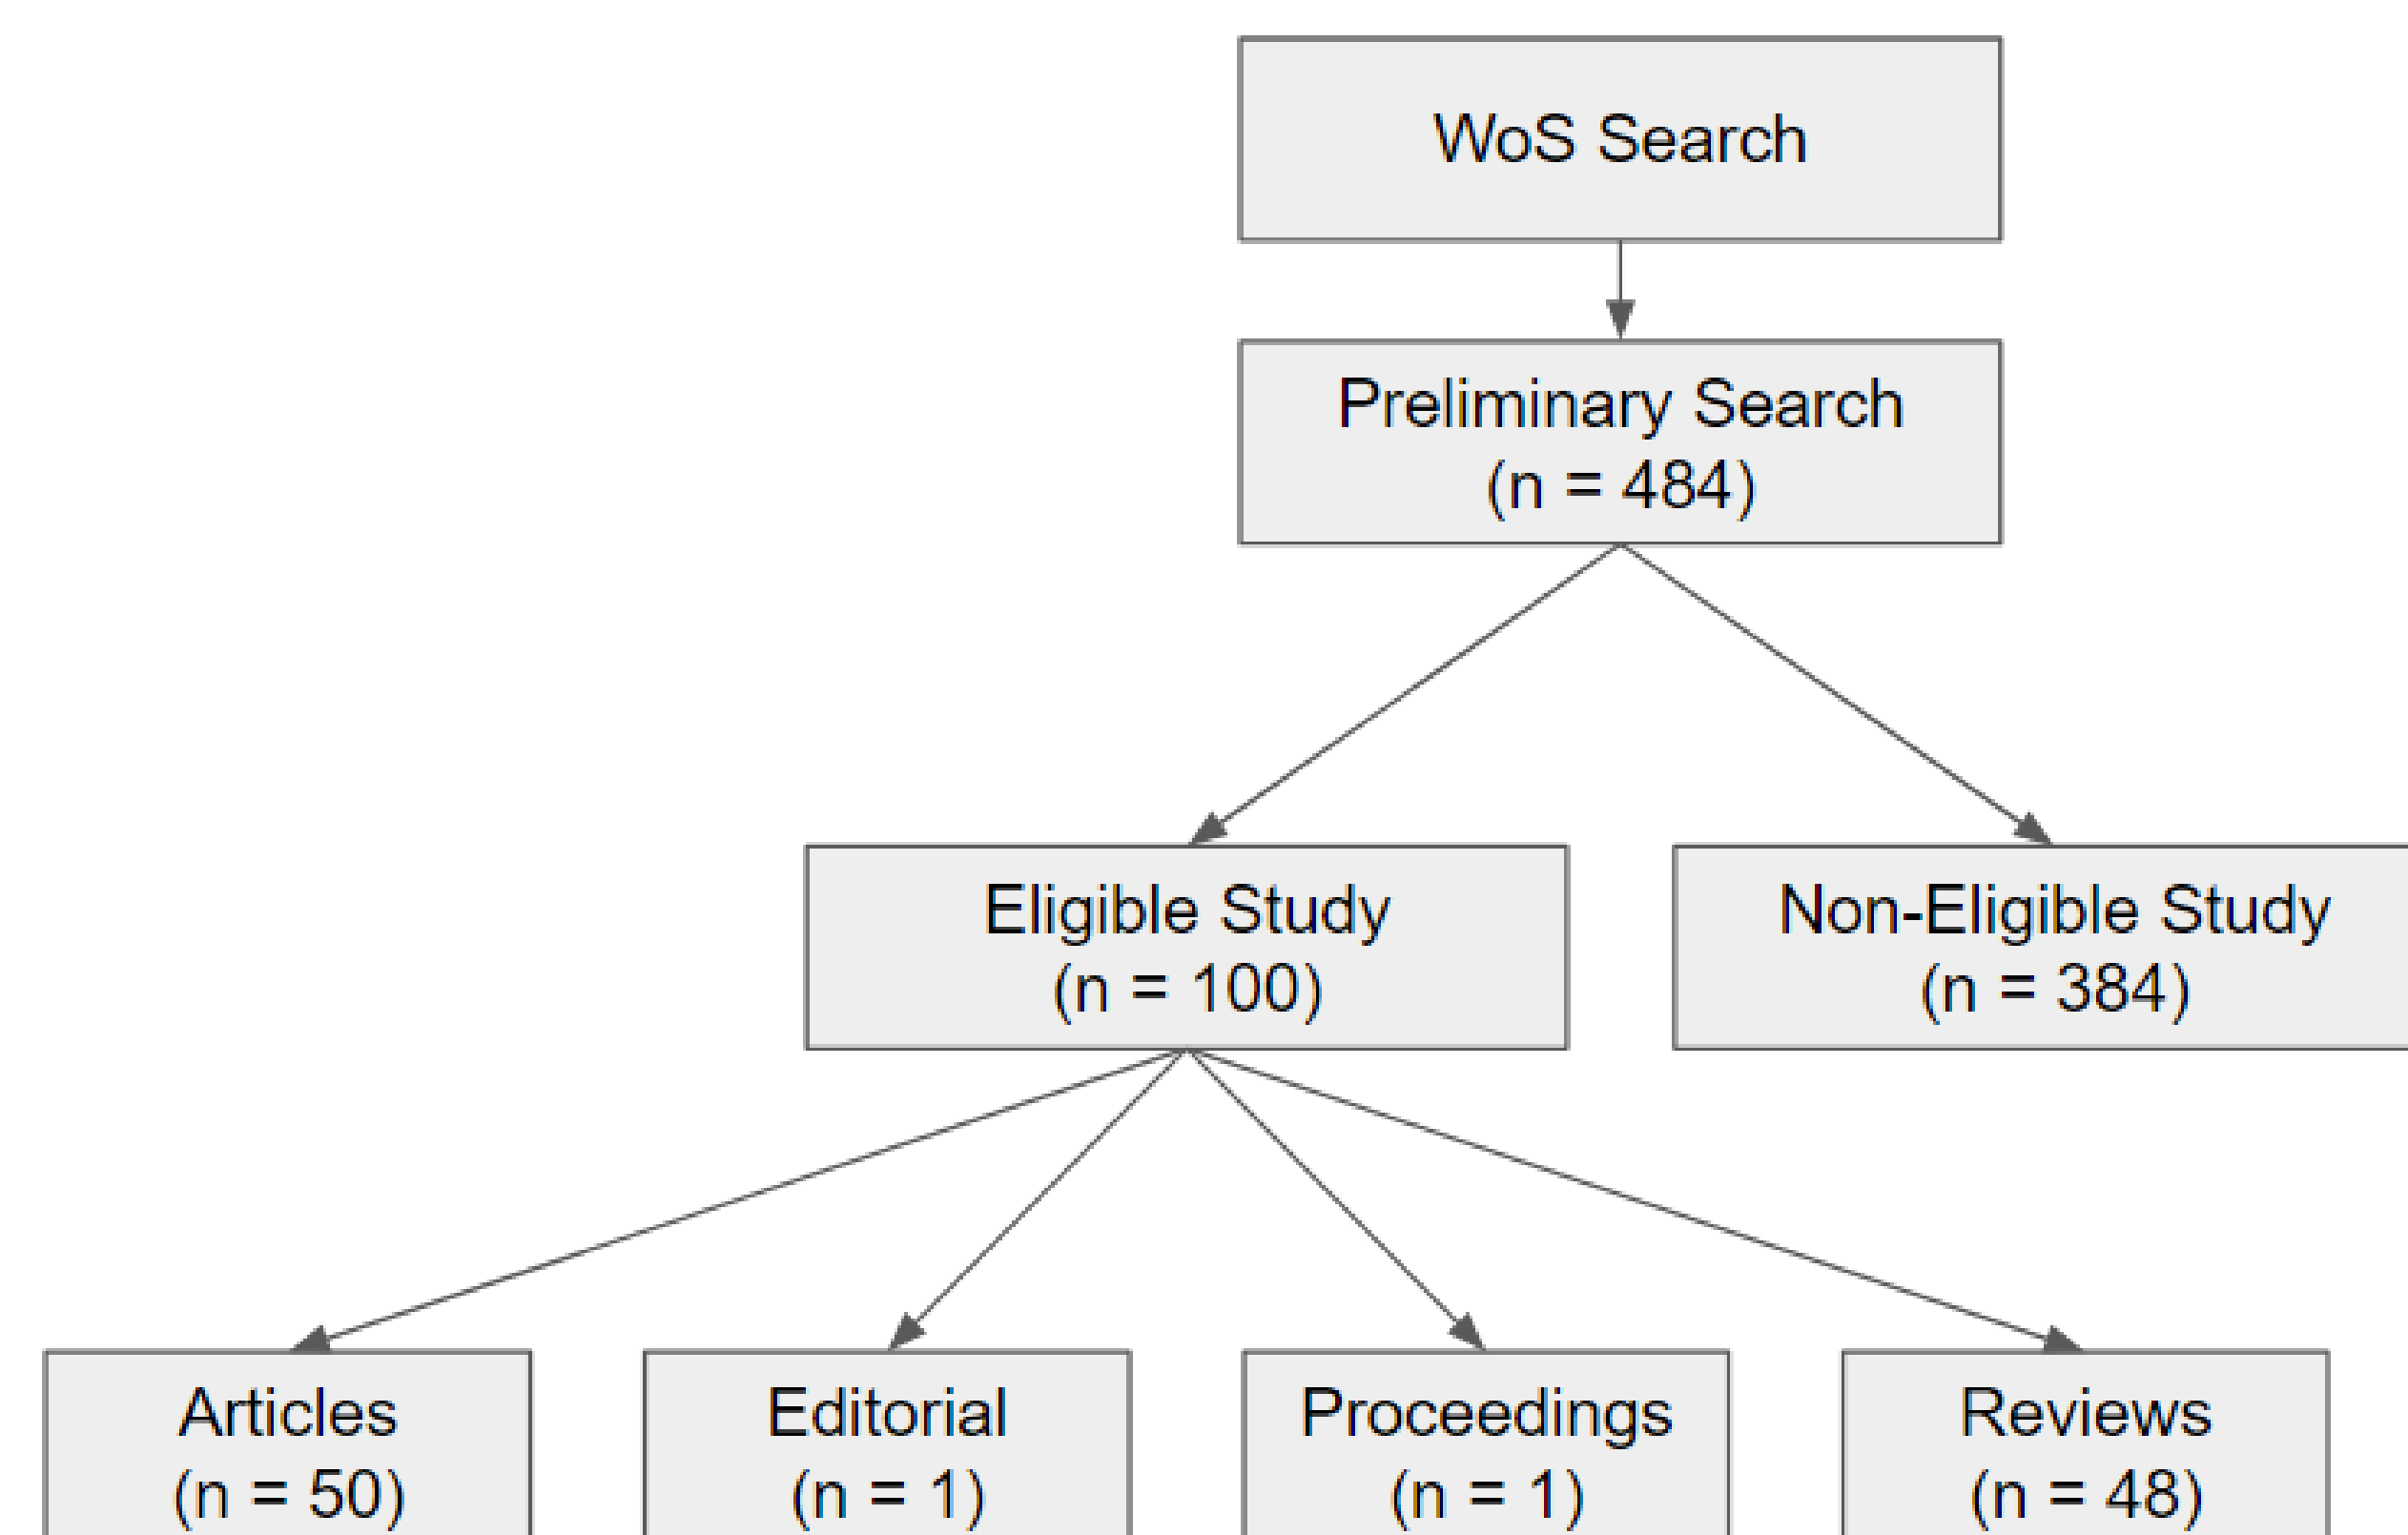 WoS Search
Preliminary Search
(n = 484)
Eligible Study
(n = 100)
Non-Eligible Study
(n = 384)
Articles
(n = 50)
Editorial
(n = 1)
Proceedings
(n = 1)
Reviews
(n = 48)